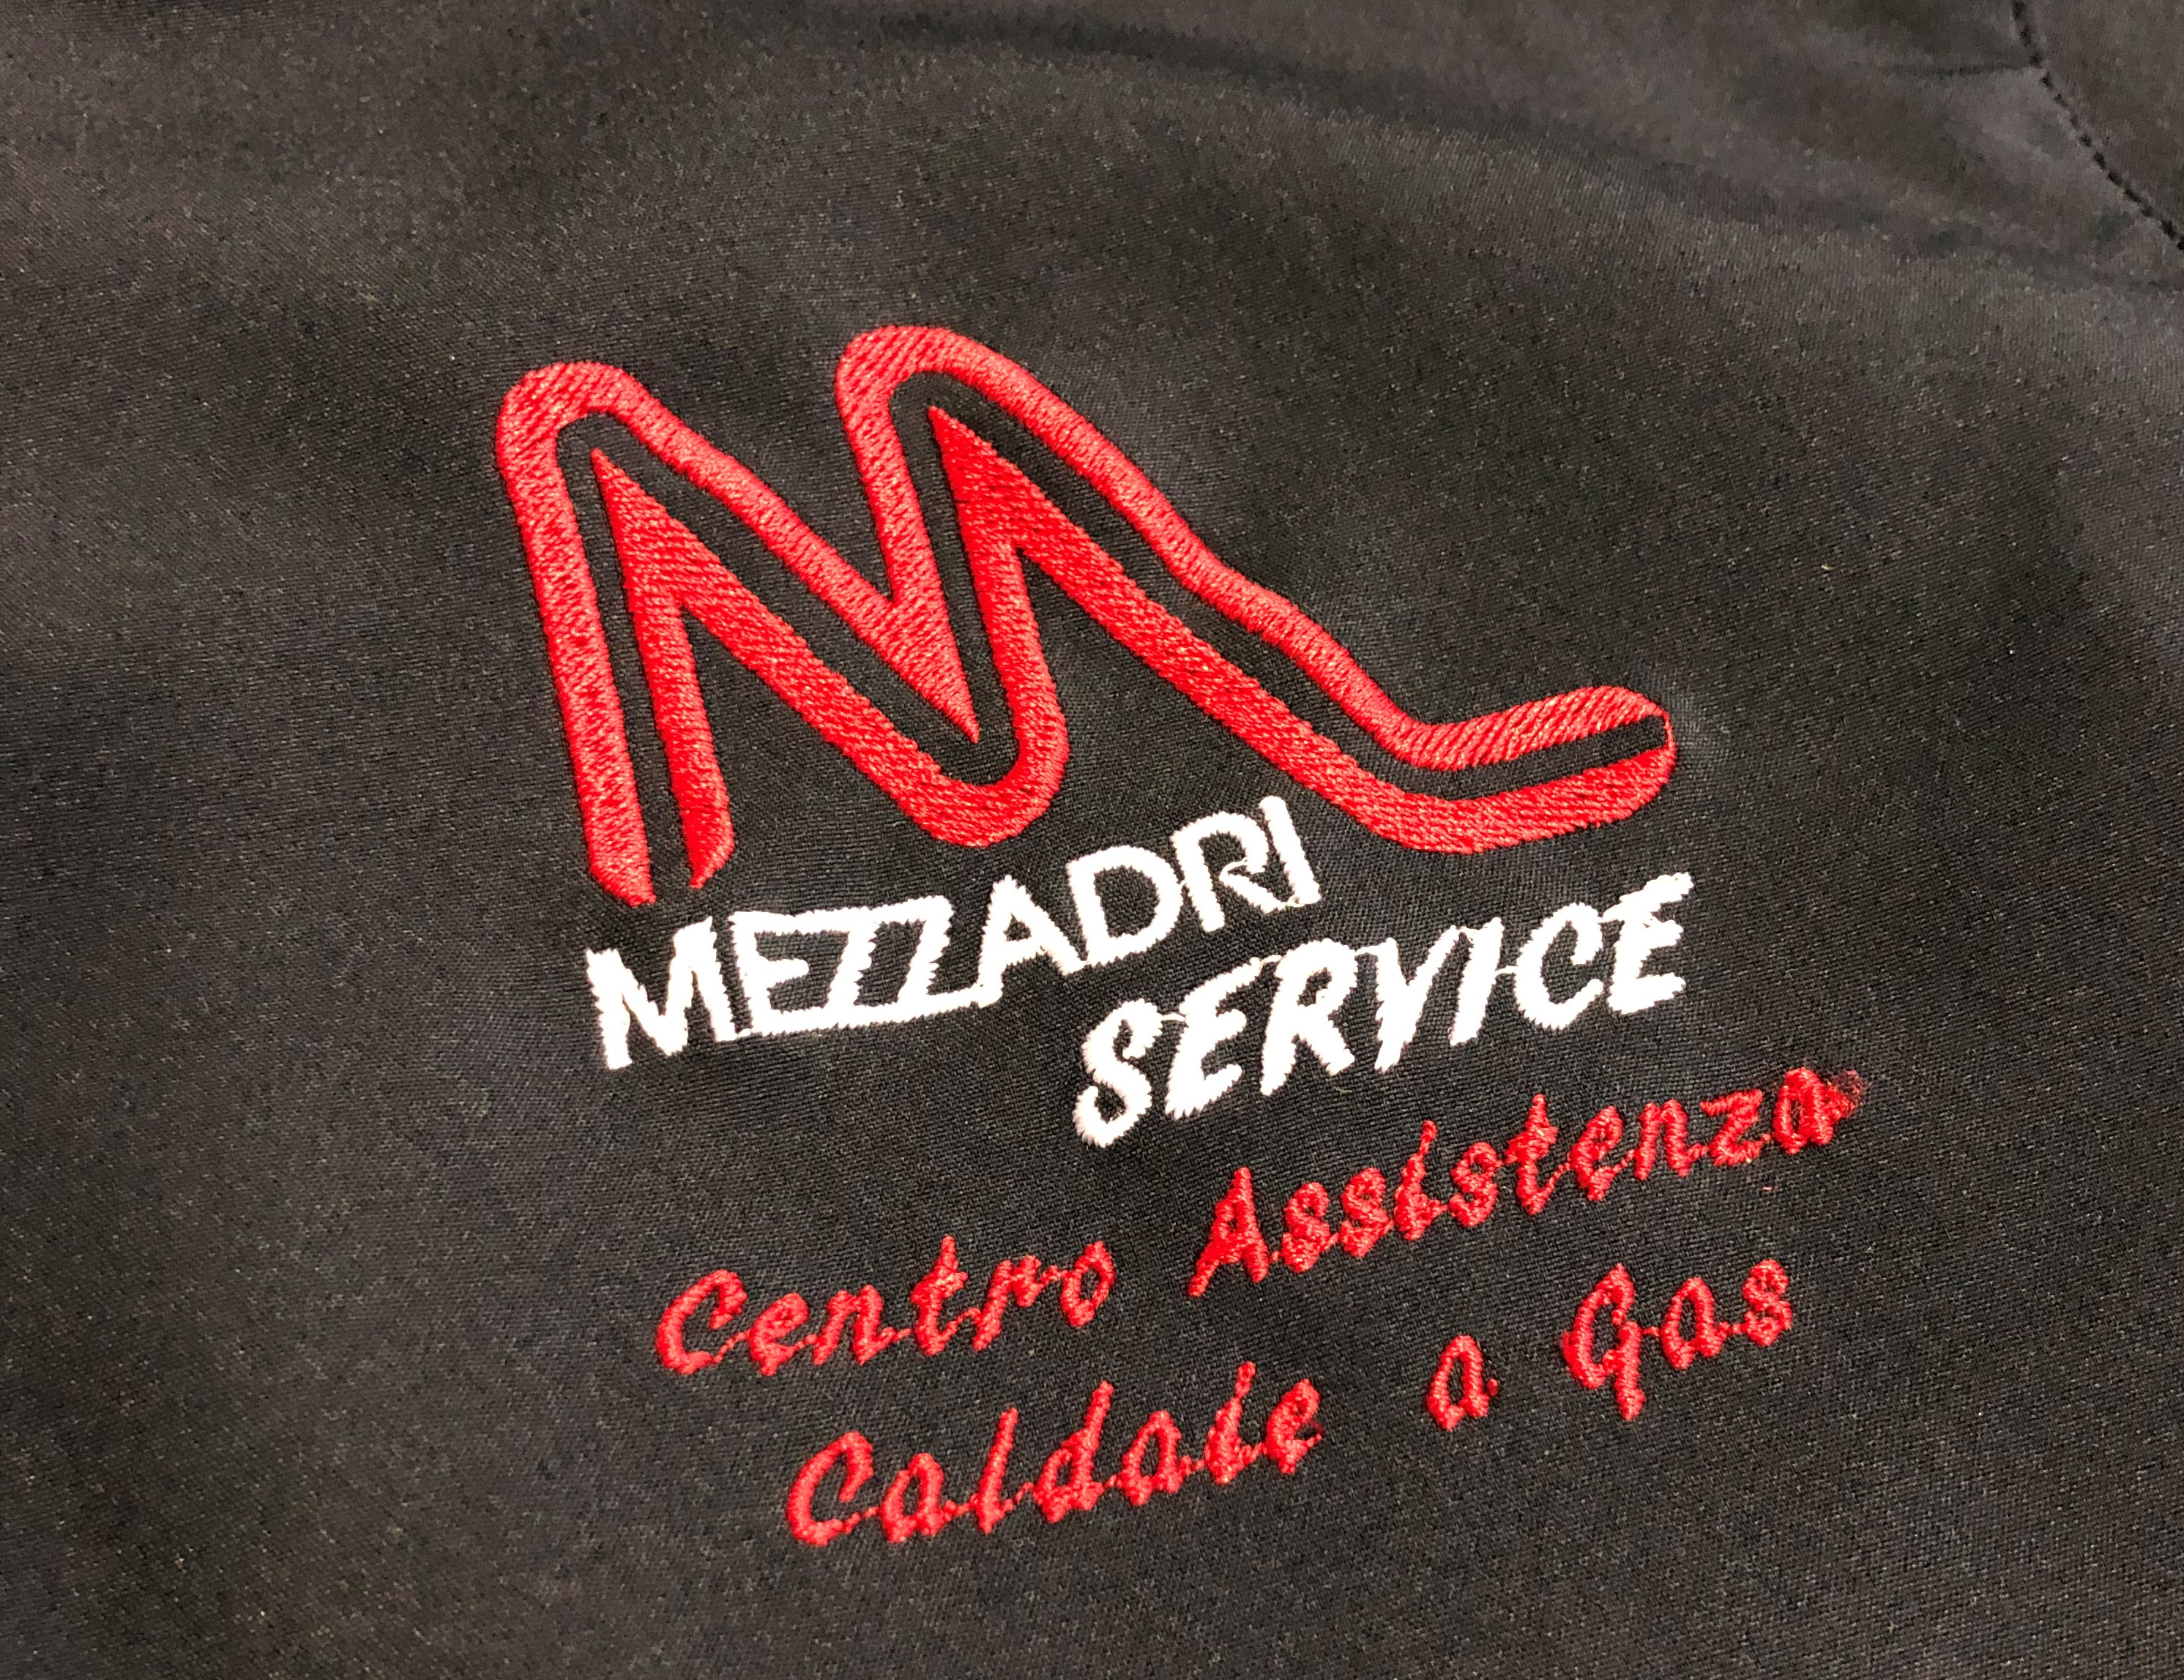 MEZZADRI
SERVICE
Centro Assistenza
Caldaie a Gas